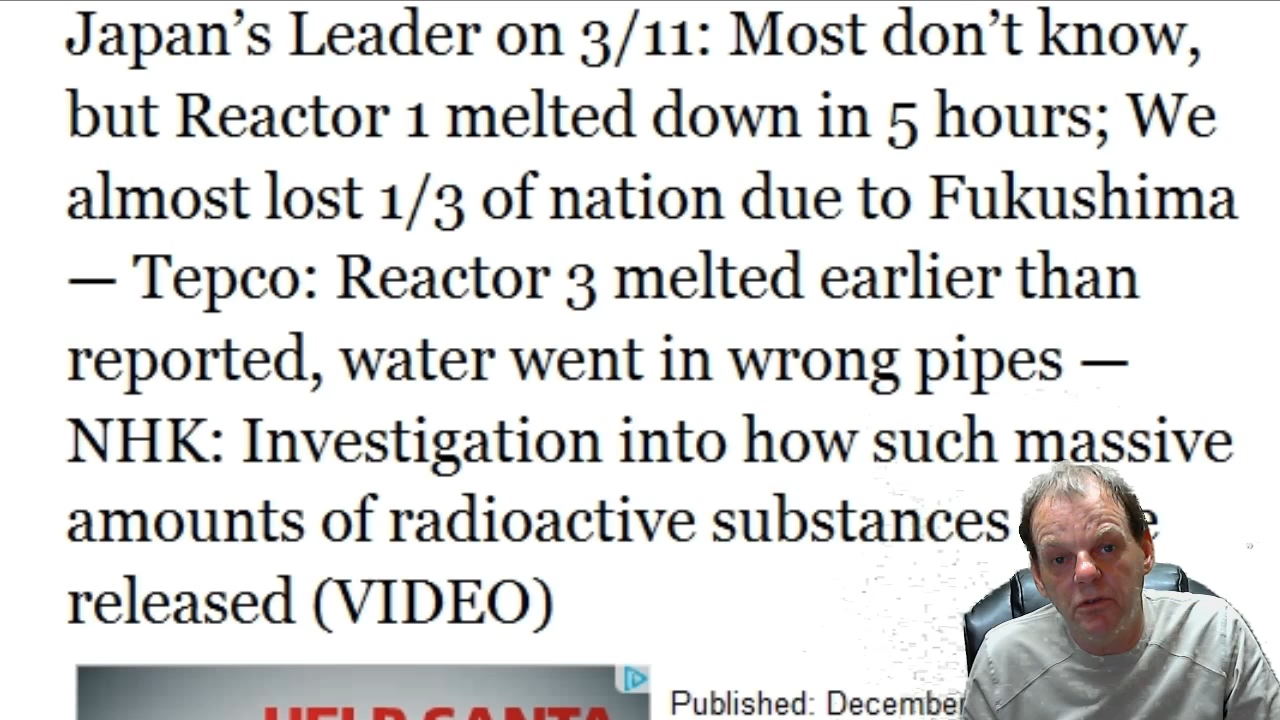 Japan’s Leader on 3/11: Most don’t know,
but Reactor 1 melted down in 5 hours; We
almost lost 1/3 of nation due to Fukushima
— Tepco: Reactor 3 melted earlier than
reported, water went in wrong pipes —
NHK: Investigation into how such massive
amounts of radioactive substances
released (VIDEO)
HELP SANTA
Published: December